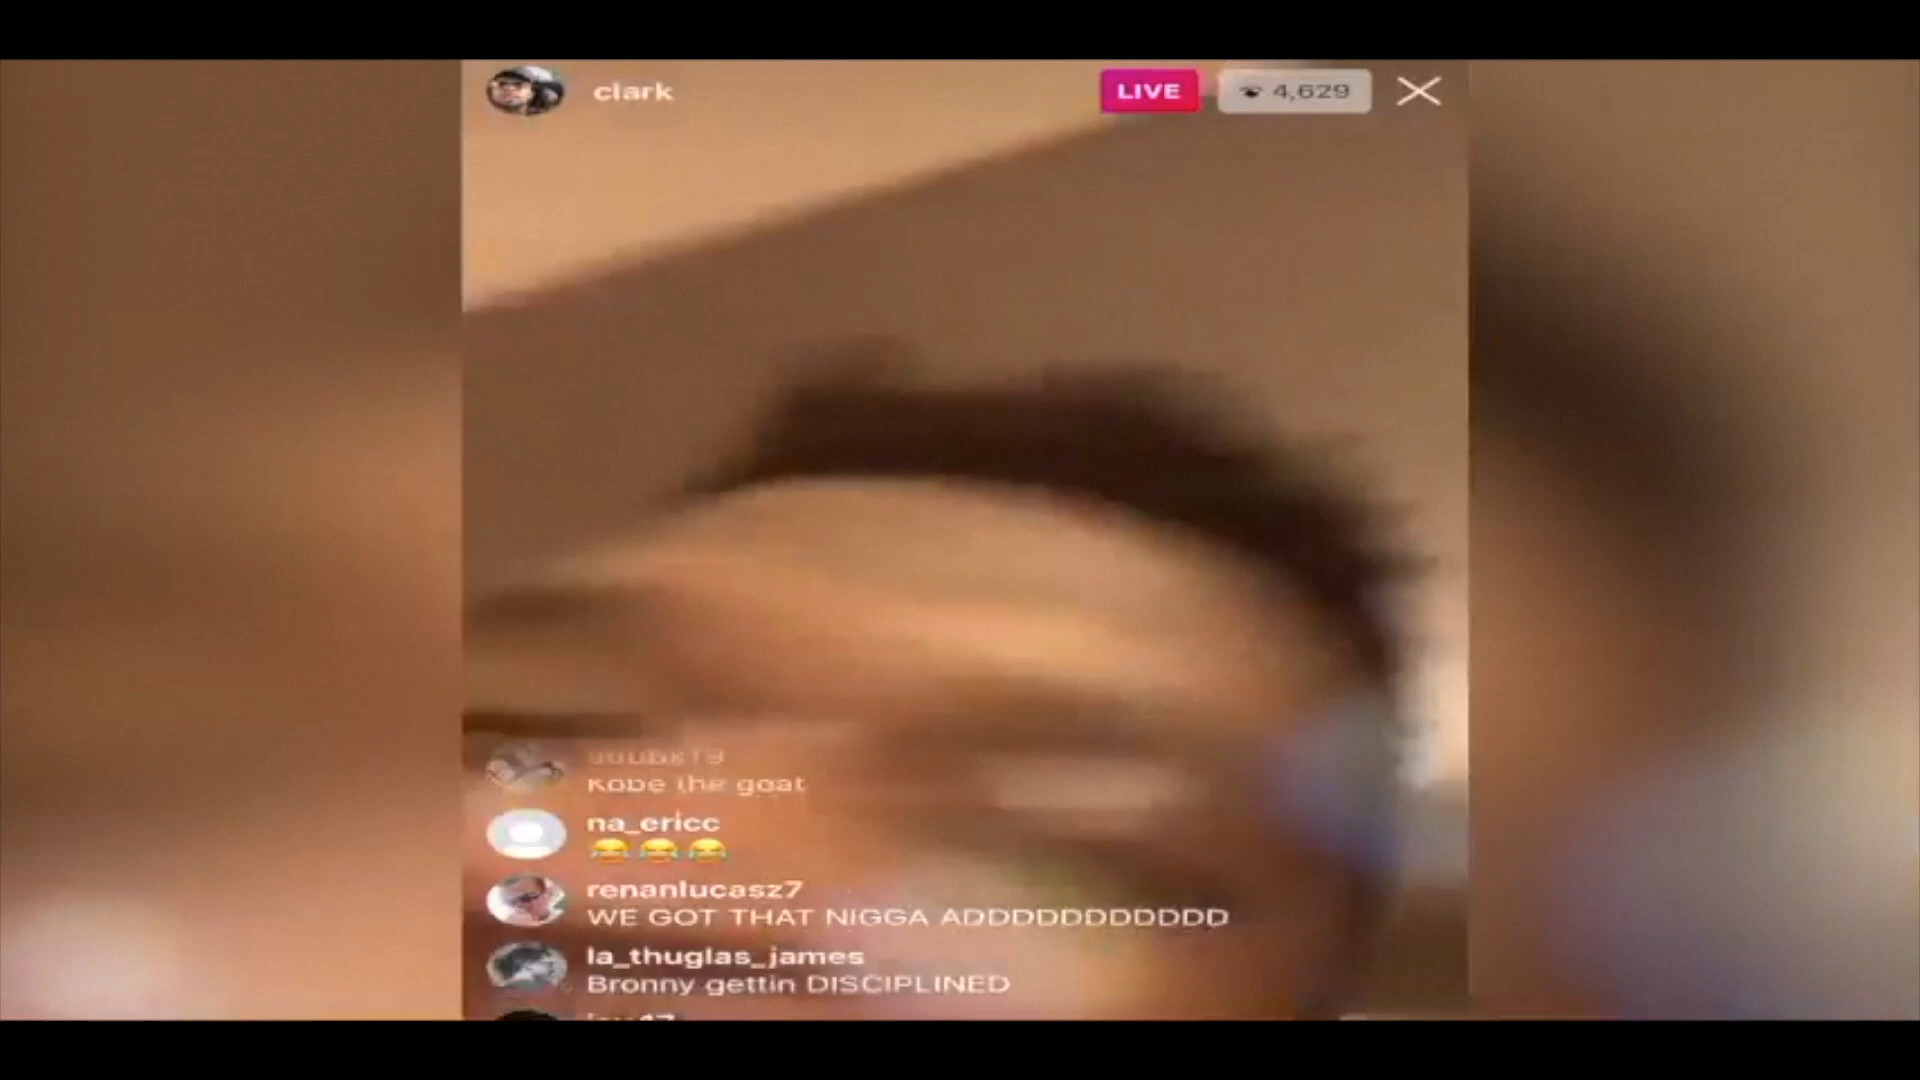 clark
LIVE
4,629
Kobe the goat
na_ericc
😂😂😂
renanlucasz7
WE GOT THAT NIGGA ADDDDDDDDDDD
la_thuglas_james
Bronny gettin DISCIPLINED